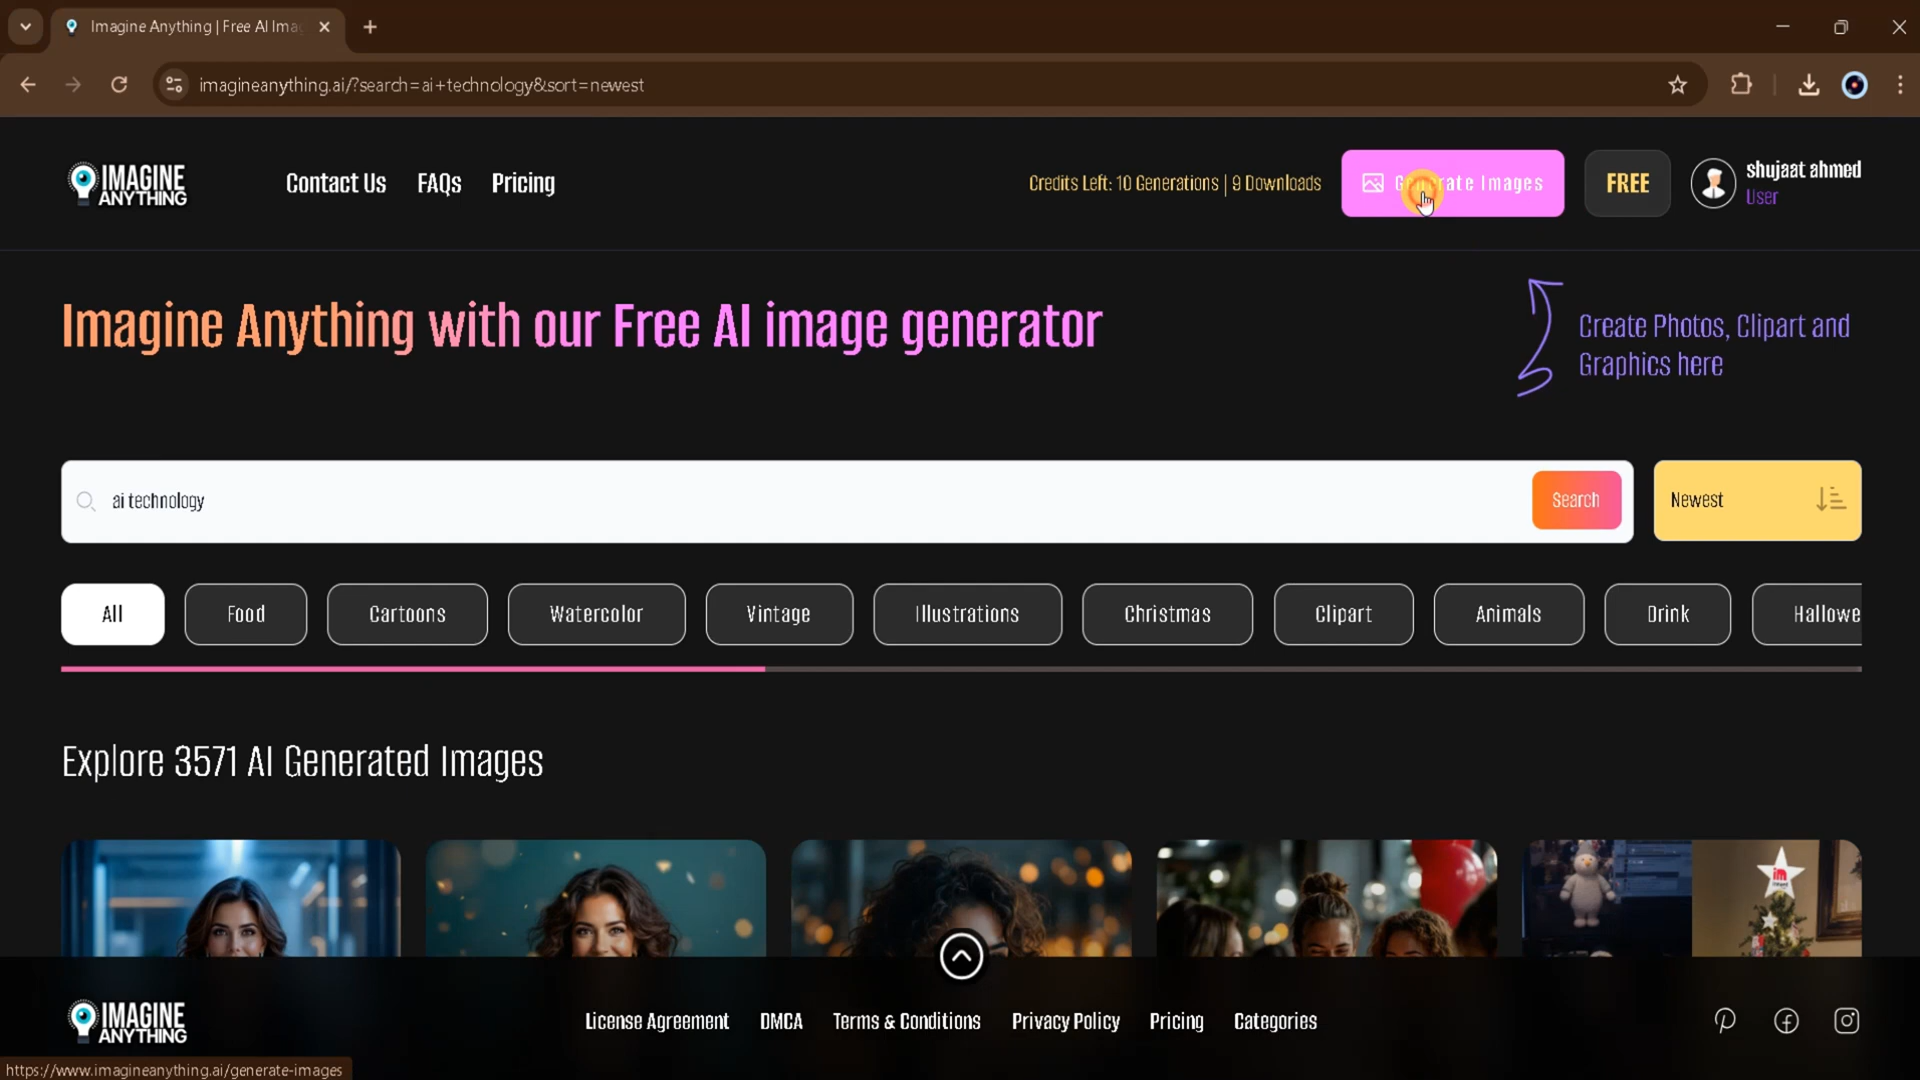 Imagine Anything | Free AI Ima
imagineanything.ai/?search=ai+technology&sort=newest
IMAGINE
ANYTHING
Contact Us
FAQs
Pricing
Credits Left: 10 Generations | 9 Downloads
Generate Images
FREE
shujaat ahmed
User
Imagine Anything with our Free AI image generator
Create Photos, Clipart and
Graphics here
ai technology
Search
Newest
All
Food
Cartoons
Watercolor
Vintage
Illustrations
Christmas
Clipart
Animals
Drink
Hallowe
Explore 3571 AI Generated Images
IMAGINE
ANYTHING
License Agreement
DMCA
Terms & Conditions
Privacy Policy
Pricing
Categories
https://www.imagineanything.ai/generate-images